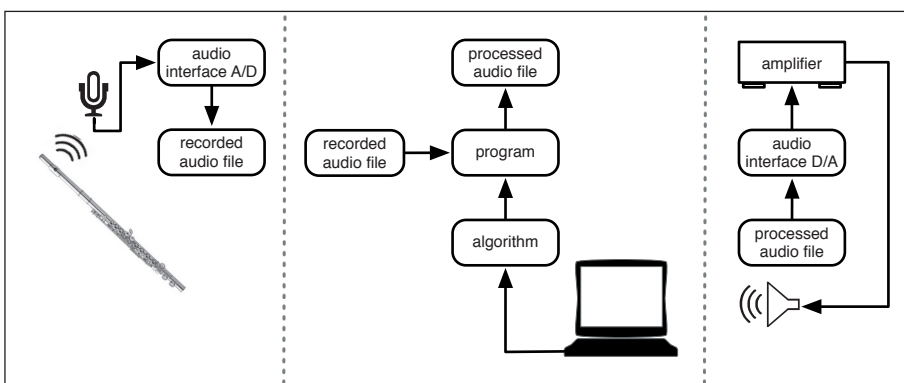 audio
interface A/D
recorded
audio file
processed
audio file
recorded
audio file
program
algorithm
amplifier
audio
interface D/A
processed
audio file